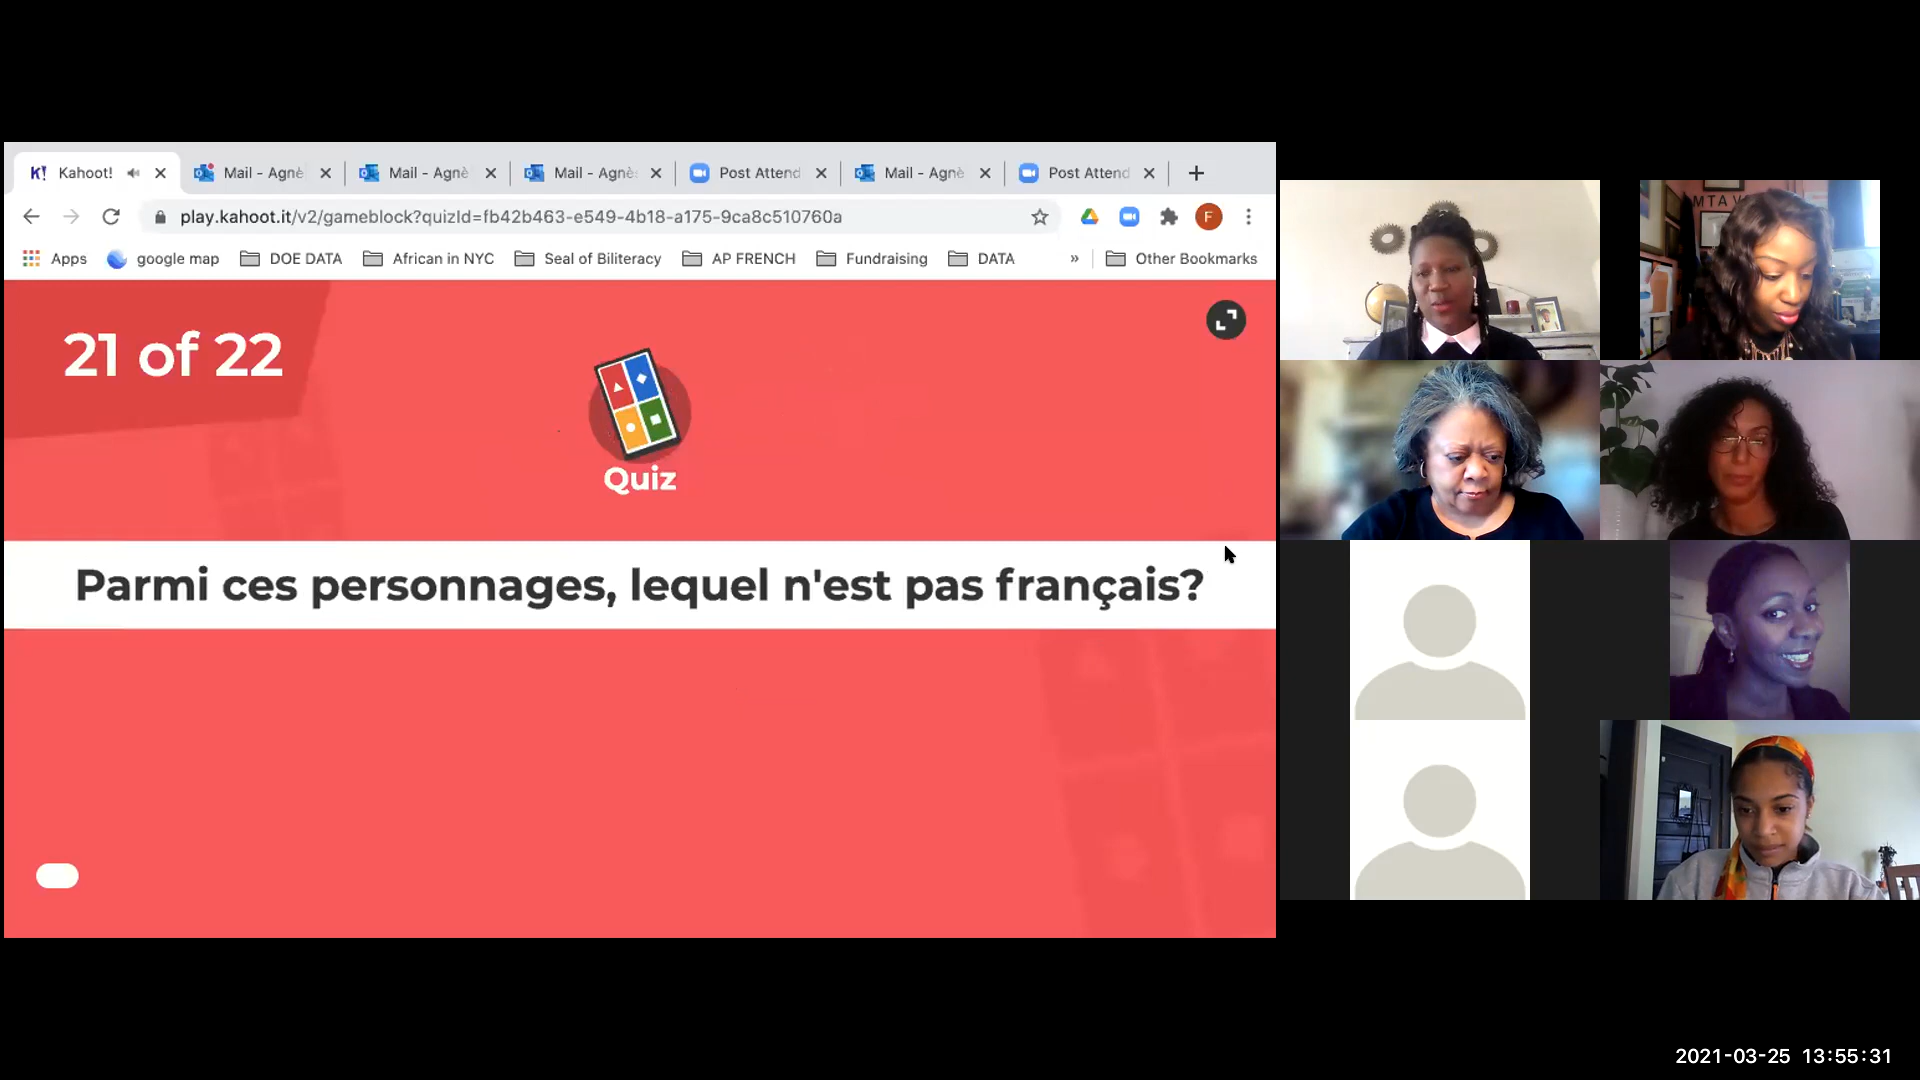 Kahoot!
Mail - Agnè
Mail - Agnè
Mail - Agnè
Post Attend
Mail - Agnè
Post Attend
play.kahoot.it/v2/gameblock?quizId=fb42b463-e549-4b18-a175-9ca8c510760a
F
Apps
google map
DOE DATA
African in NYC
Seal of Biliteracy
AP FRENCH
Fundraising
DATA
»
Other Bookmarks
21 of 22
Quiz
Parmi ces personnages, lequel n'est pas français?
MTA V
2021-03-25 13:55:31